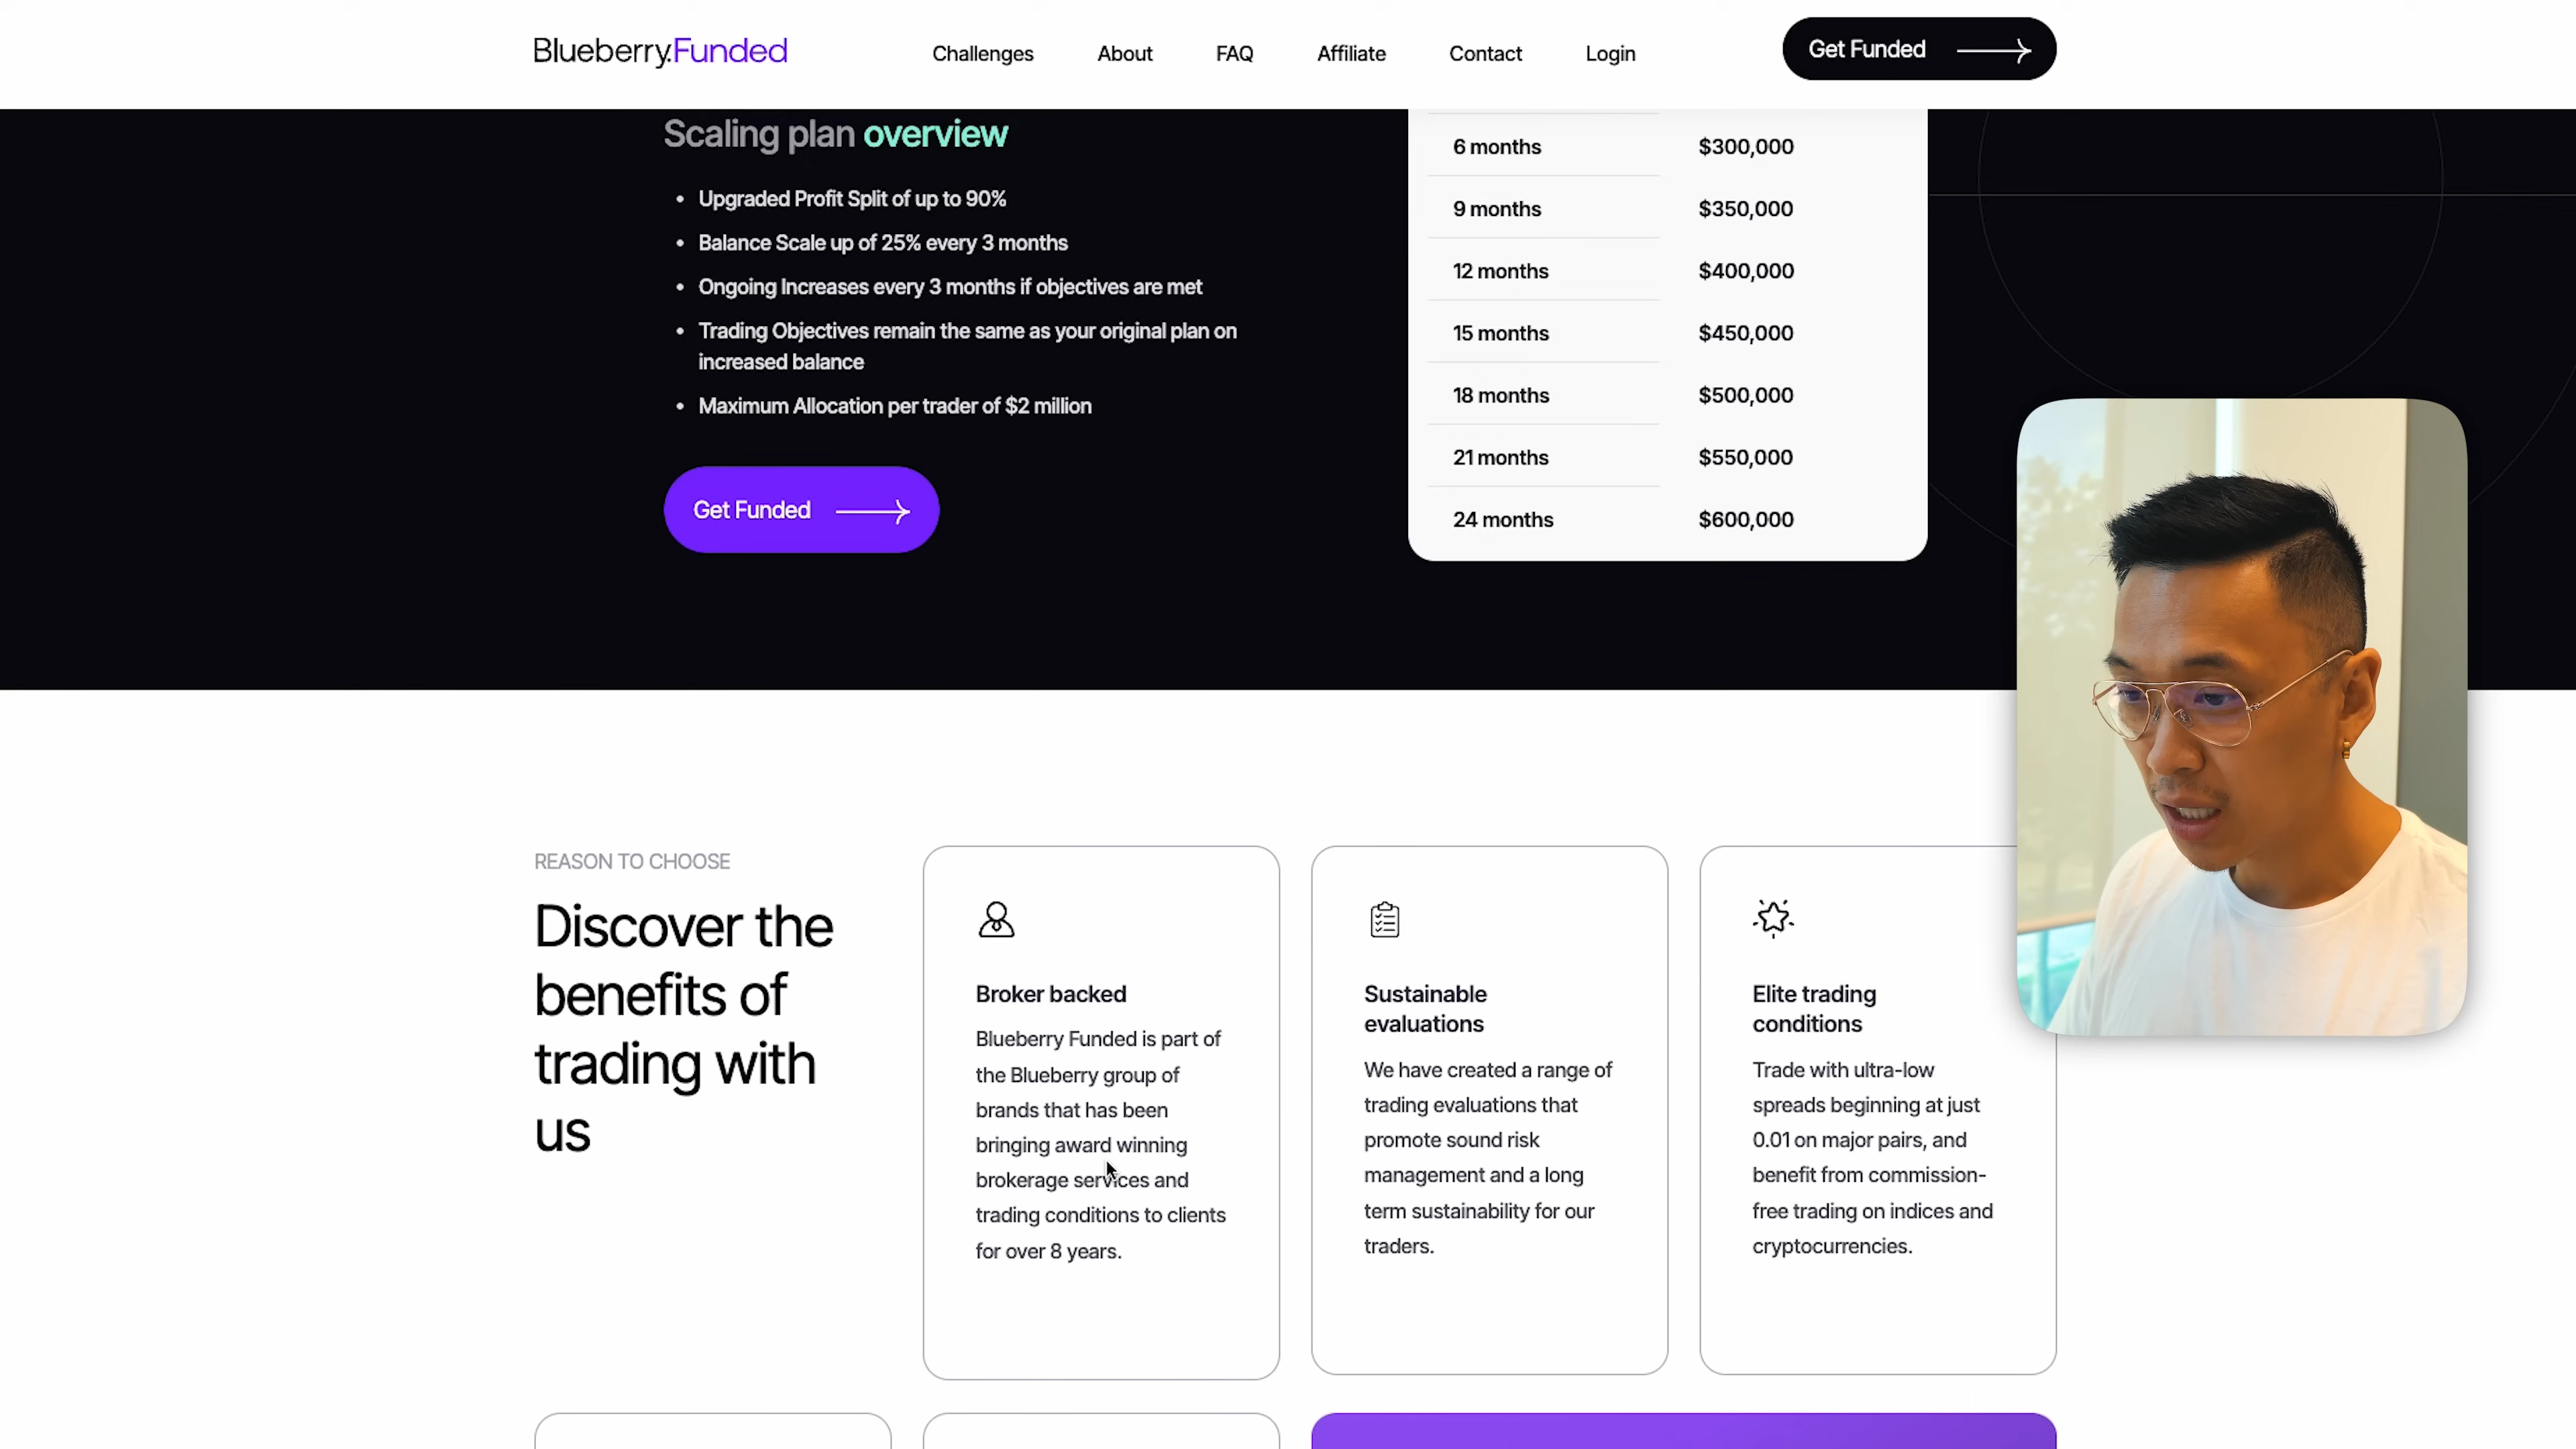 Blueberry.Funded
Challenges
About
FAQ
Affiliate
Contact
Login
Get Funded
Scaling plan overview
• Upgraded Profit Split of up to 90%
• Balance Scale up of 25% every 3 months
• Ongoing Increases every 3 months if objectives are met
• Trading Objectives remain the same as your original plan on
increased balance
• Maximum Allocation per trader of $2 million
Get Funded
6 months $300,000
9 months $350,000
12 months $400,000
15 months $450,000
18 months $500,000
21 months $550,000
24 months $600,000
REASON TO CHOOSE
Discover the
benefits of
trading with
us
Broker backed
Blueberry Funded is part of
the Blueberry group of
brands that has been
bringing award winning
brokerage services and
trading conditions to clients
for over 8 years.
Sustainable
evaluations
We have created a range of
trading evaluations that
promote sound risk
management and a long
term sustainability for our
traders.
Elite trading
conditions
Trade with ultra-low
spreads beginning at just
0.01 on major pairs, and
benefit from commission-
free trading on indices and
cryptocurrencies.